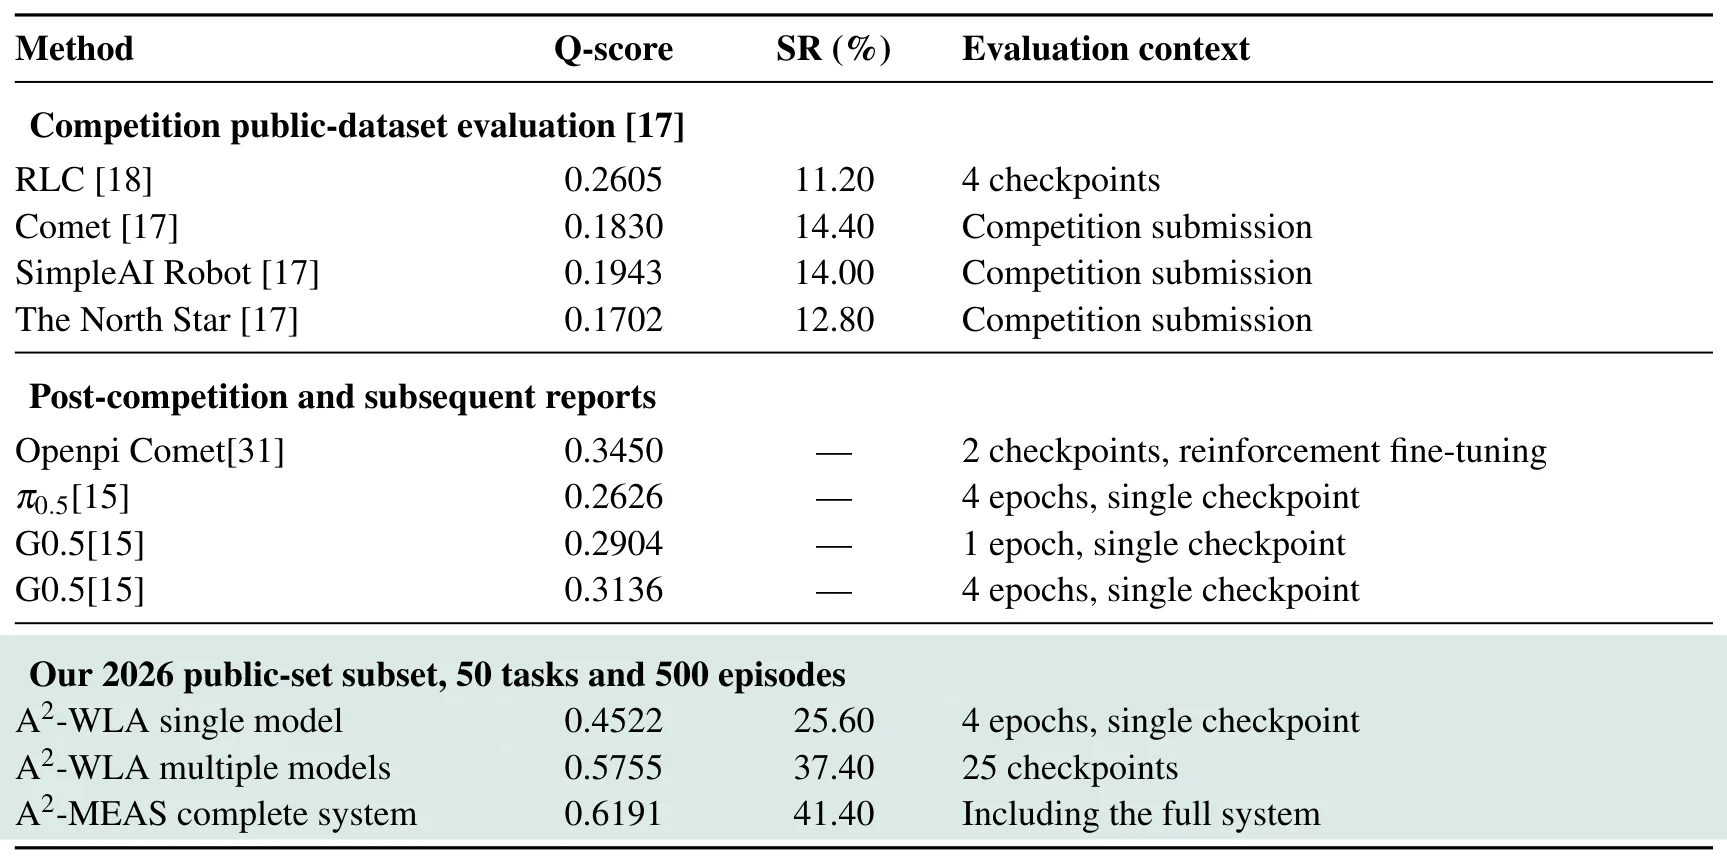 Method Q-score SR (%) Evaluation context
Competition public-dataset evaluation [17]
RLC [18] 0.2605 11.20 4 checkpoints
Comet [17] 0.1830 14.40 Competition submission
SimpleAI Robot [17] 0.1943 14.00 Competition submission
The North Star [17] 0.1702 12.80 Competition submission
Post-competition and subsequent reports
Openpi Comet[31] 0.3450 — 2 checkpoints, reinforcement fine-tuning
π0.5[15] 0.2626 — 4 epochs, single checkpoint
G0.5[15] 0.2904 — 1 epoch, single checkpoint
G0.5[15] 0.3136 — 4 epochs, single checkpoint
Our 2026 public-set subset, 50 tasks and 500 episodes
A²-WLA single model 0.4522 25.60 4 epochs, single checkpoint
A²-WLA multiple models 0.5755 37.40 25 checkpoints
A²-MEAS complete system 0.6191 41.40 Including the full system